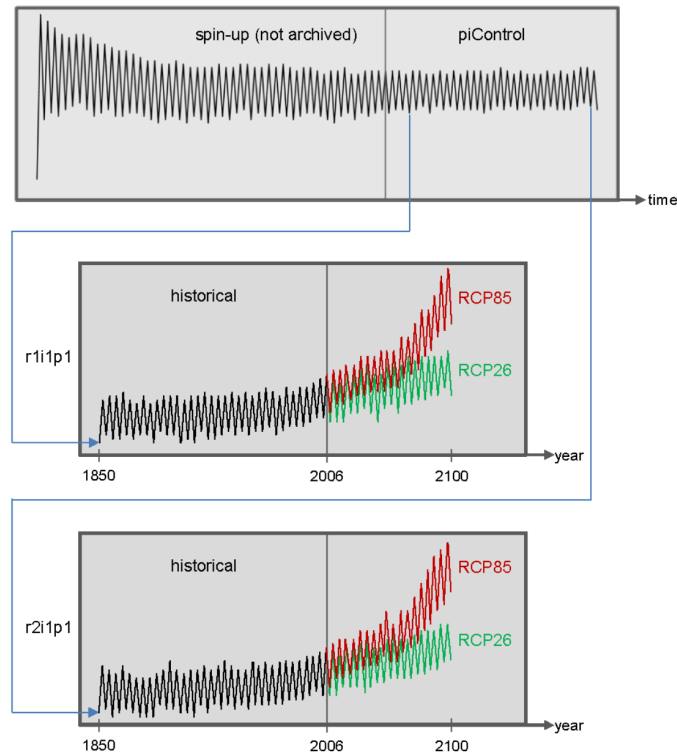 spin-up (not archived)
piControl
time
historical
RCP85
r1i1p1
RCP26
year
1850
2006
2100
historical
RCP85
r2i1p1
RCP26
year
1850
2006
2100